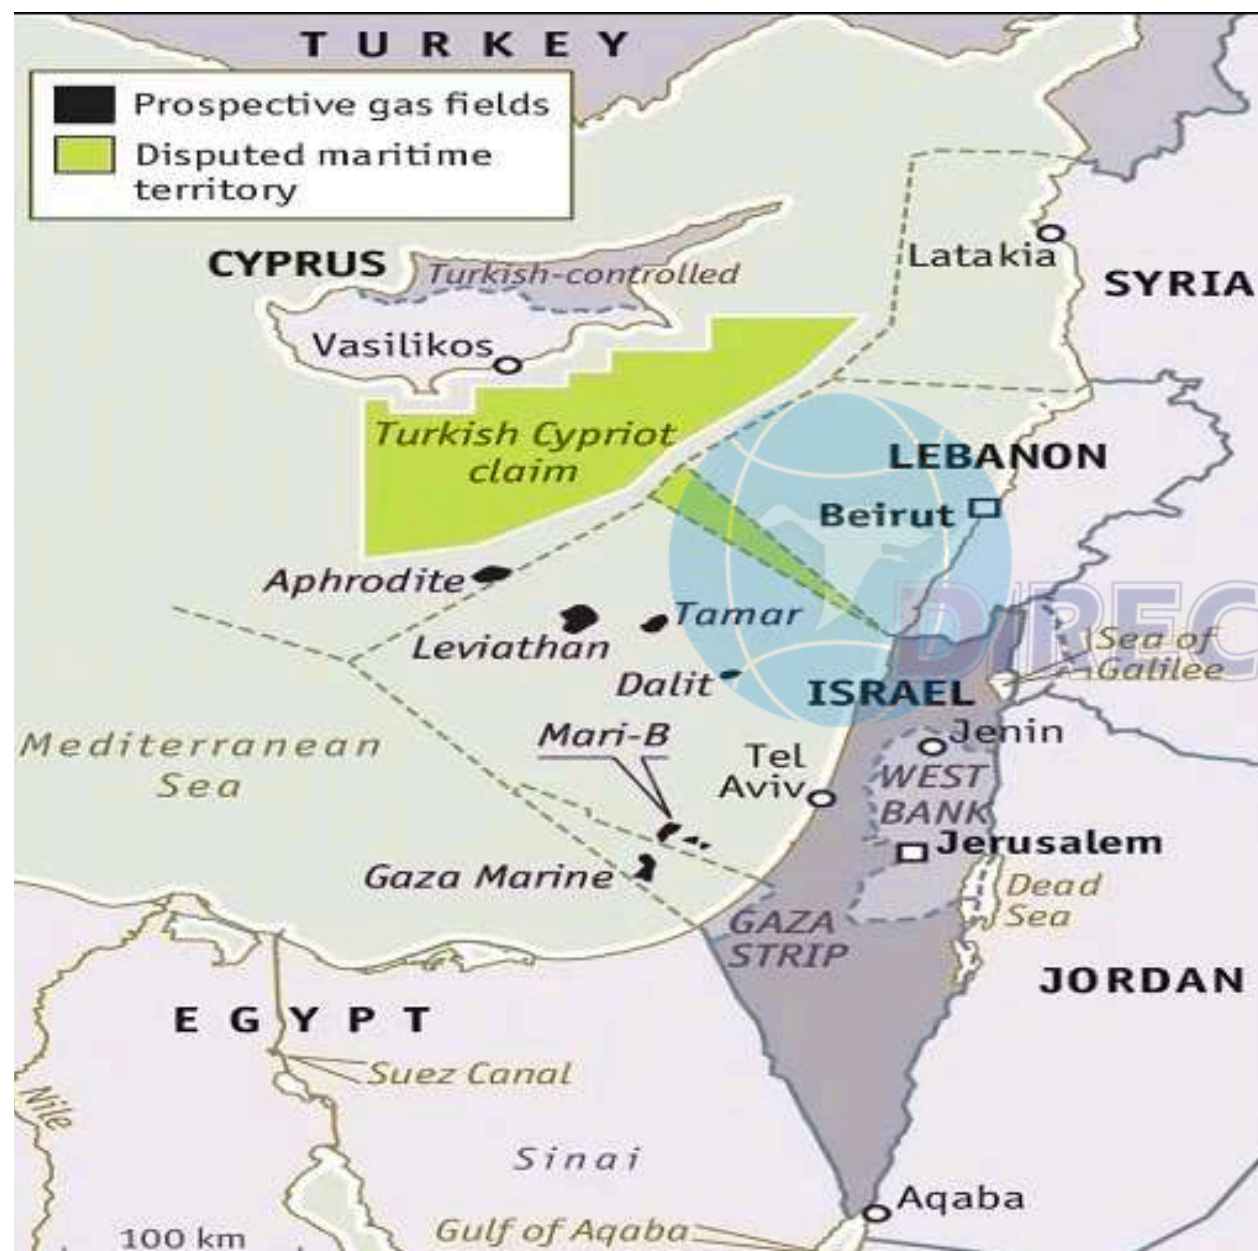 TURKEY
Prospective gas fields
Disputed maritime
territory
CYPRUS
Turkish-controlled
Latakia
SYRIA
Vasilikos
Turkish Cypriot
claim
LEBANON
Beirut
Aphrodite
Tamar
Leviathan
DIREC
Sea of
Galilee
Dalit
ISRAEL
Mediterranean
Sea
Mari-B
Jenin
Tel
Aviv
WEST
BANK
Jerusalem
Gaza Marine
Dead
Sea
GAZA
STRIP
JORDAN
EGYPT
Suez Canal
Nile
Sinai
Aqaba
Gulf of Aqaba
100 km